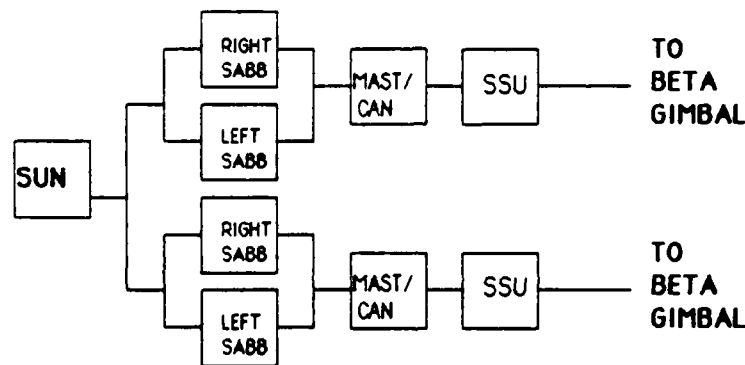 RIGHT
SABB
MAST/
CAN
SSU
TO
BETA
GIMBAL
LEFT
SABB
SUN
RIGHT
SABB
MAST/
CAN
SSU
TO
BETA
GIMBAL
LEFT
SABB